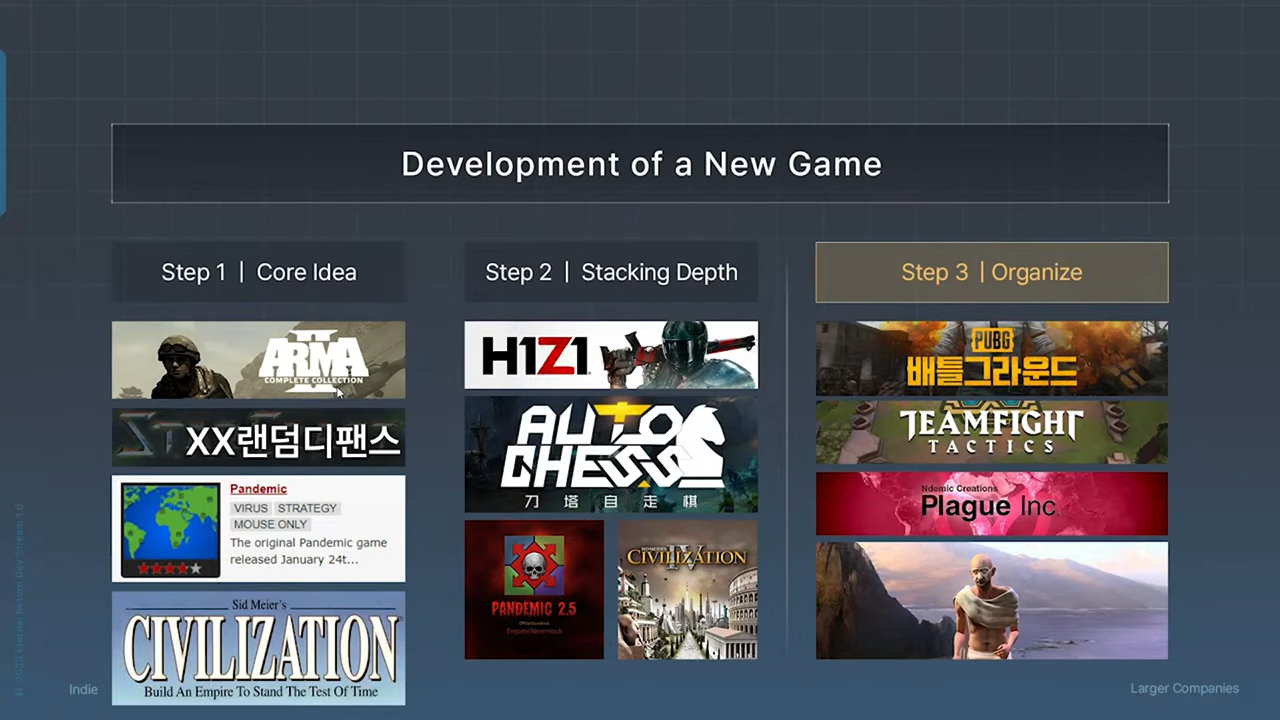 Development of a New Game
Step 1 | Core Idea
ARMA
II
COMPLETE COLLECTION
XX랜덤디팬스
Pandemic
VIRUS STRATEGY
MOUSE ONLY
The original Pandemic game
released January 24t...
Sid Meier's
CIVILIZATION
Build An Empire To Stand The Test Of Time
Step 2 | Stacking Depth
H1Z1
AUTO
CHESS
刀塔自走棋
PANDEMIC 2.5
CIVILIZATION
IV
Step 3 | Organize
PUBG
배틀그라운드
TEAMFIGHT
TACTICS
Ndemic Creations
Plague Inc.
Indie
Larger Companies